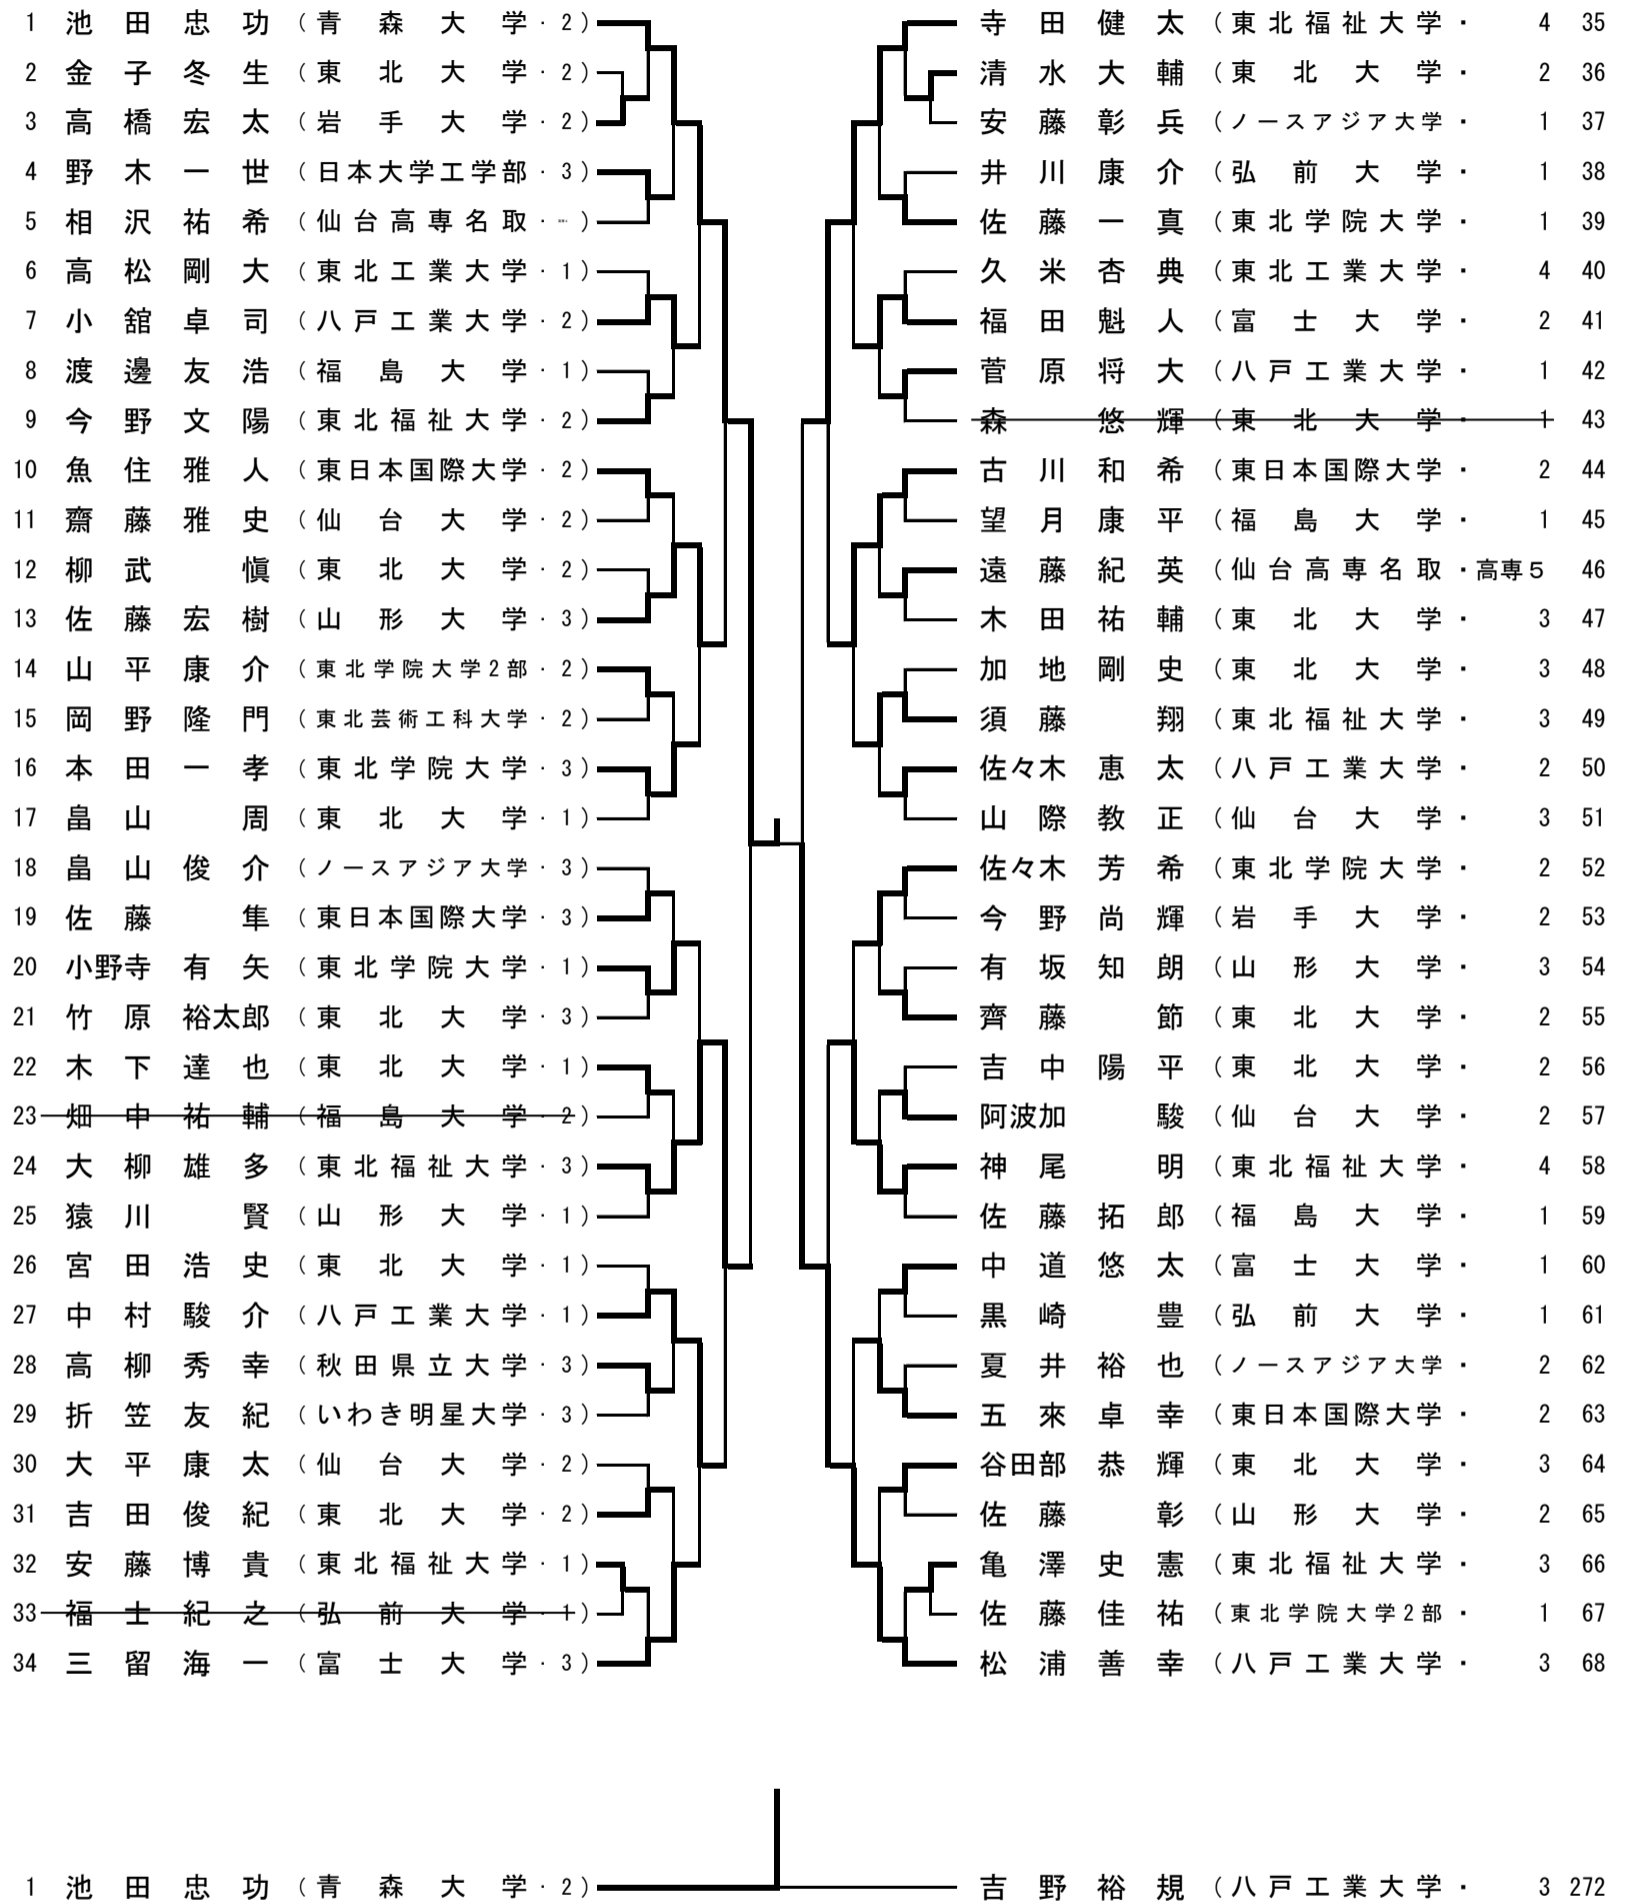 1 池田忠功 (青森大学・2) 寺田健太 (東北福祉大学・ 4 35
2 金子冬生 (東北大学・2) 清水大輔 (東北大学・ 2 36
3 高橋宏太 (岩手大学・2) 安藤彰兵 (ノースアジア大学・ 1 37
4 野木一世 (日本大学工学部・3) 井川康介 (弘前大学・ 1 38
5 相沢祐希 (仙台高専名取・ ) 佐藤一真 (東北学院大学・ 1 39
6 高松剛大 (東北工業大学・1) 久米杏典 (東北工業大学・ 4 40
7 小舘卓司 (八戸工業大学・2) 福田魁人 (富士大学・ 2 41
8 渡邊友浩 (福島大学・1) 菅原将大 (八戸工業大学・ 1 42
9 今野文陽 (東北福祉大学・2) 森悠輝 (東北大学・ 1 43
10 魚住雅人 (東日本国際大学・2) 古川和希 (東日本国際大学・ 2 44
11 齋藤雅史 (仙台大学・2) 望月康平 (福島大学・ 1 45
12 柳武愼 (東北大学・2) 遠藤紀英 (仙台高専名取・高専5 46
13 佐藤宏樹 (山形大学・3) 木田祐輔 (東北大学・ 3 47
14 山平康介 (東北学院大学2部・2) 加地剛史 (東北大学・ 3 48
15 岡野隆門 (東北芸術工科大学・2) 須藤翔 (東北福祉大学・ 3 49
16 本田一孝 (東北学院大学・3) 佐々木恵太 (八戸工業大学・ 2 50
17 畠山周 (東北大学・1) 山際教正 (仙台大学・ 3 51
18 畠山俊介 (ノースアジア大学・3) 佐々木芳希 (東北学院大学・ 2 52
19 佐藤隼 (東日本国際大学・3) 今野尚輝 (岩手大学・ 2 53
20 小野寺有矢 (東北学院大学・1) 有坂知朗 (山形大学・ 3 54
21 竹原裕太郎 (東北大学・3) 齊藤節 (東北大学・ 2 55
22 木下達也 (東北大学・1) 吉中陽平 (東北大学・ 2 56
23 畑中祐輔 (福島大学・2) 阿波加駿 (仙台大学・ 2 57
24 大柳雄多 (東北福祉大学・3) 神尾明 (東北福祉大学・ 4 58
25 猿川賢 (山形大学・1) 佐藤拓郎 (福島大学・ 1 59
26 宮田浩史 (東北大学・1) 中道悠太 (富士大学・ 1 60
27 中村駿介 (八戸工業大学・1) 黒崎豊 (弘前大学・ 1 61
28 高柳秀幸 (秋田県立大学・3) 夏井裕也 (ノースアジア大学・ 2 62
29 折笠友紀 (いわき明星大学・3) 五來卓幸 (東日本国際大学・ 2 63
30 大平康太 (仙台大学・2) 谷田部恭輝 (東北大学・ 3 64
31 吉田俊紀 (東北大学・2) 佐藤彰 (山形大学・ 2 65
32 安藤博貴 (東北福祉大学・1) 亀澤史憲 (東北福祉大学・ 3 66
33 福士紀之 (弘前大学・1) 佐藤佳祐 (東北学院大学2部・ 1 67
34 三留海一 (富士大学・3) 松浦善幸 (八戸工業大学・ 3 68
1 池田忠功 (青森大学・2) 吉野裕規 (八戸工業大学・ 3 272